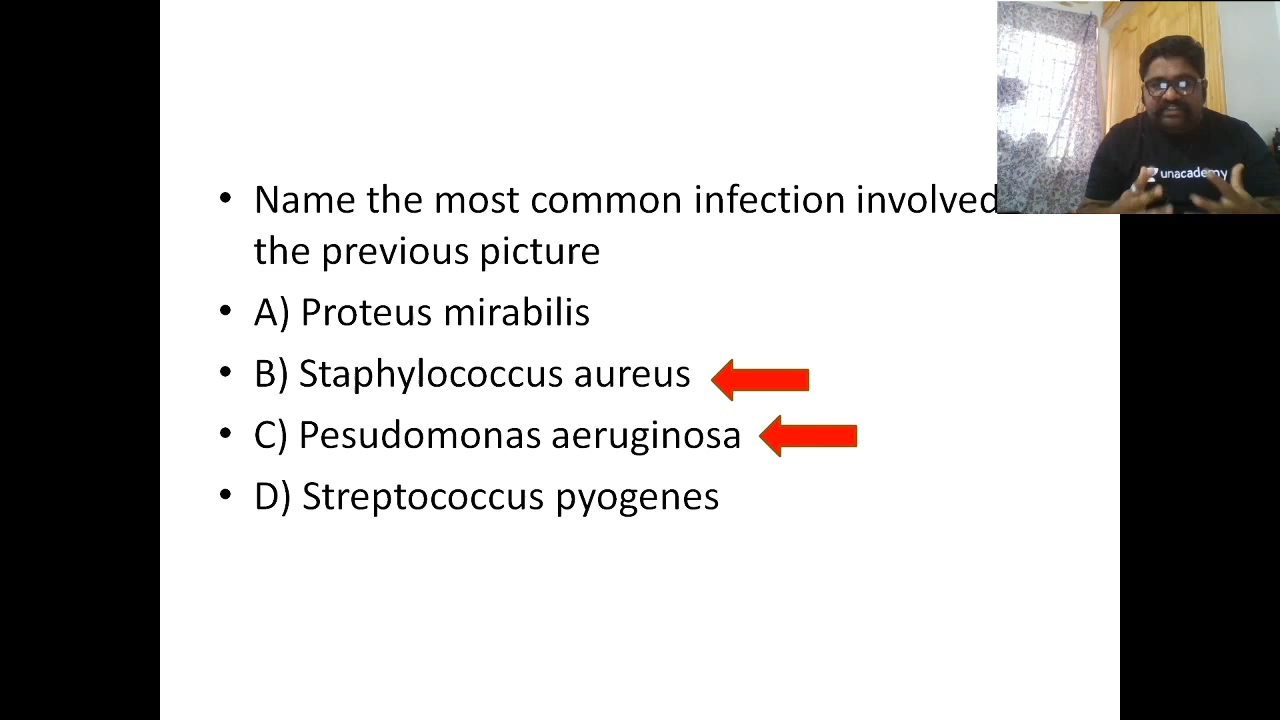 unacademy
• Name the most common infection involved
the previous picture
• A) Proteus mirabilis
• B) Staphylococcus aureus
• C) Pesudomonas aeruginosa
• D) Streptococcus pyogenes